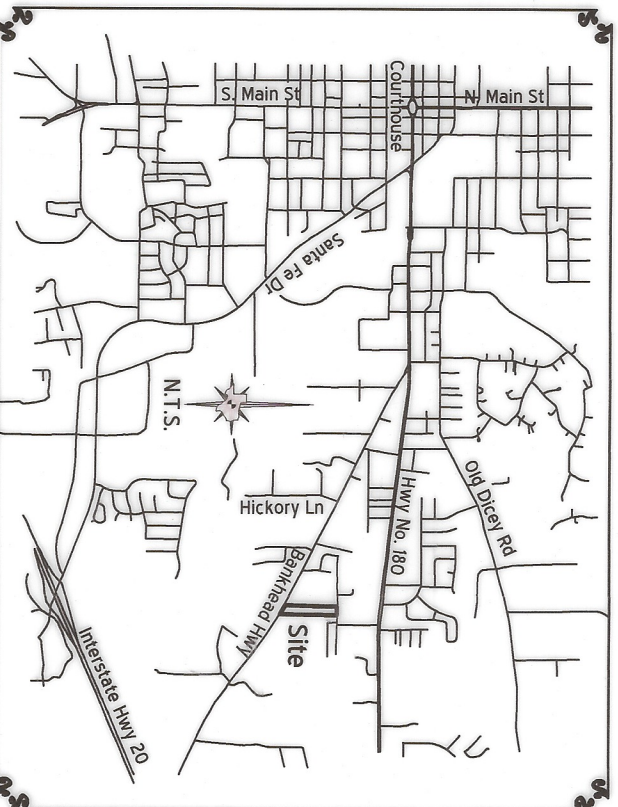 S. Main St
N. Main St
Courthouse
Santa Fe Dr
N.T.S.
Old Dicey Rd
Hwy No. 180
Hickory Ln
Bankhead Hwy
Site
Interstate Hwy 20